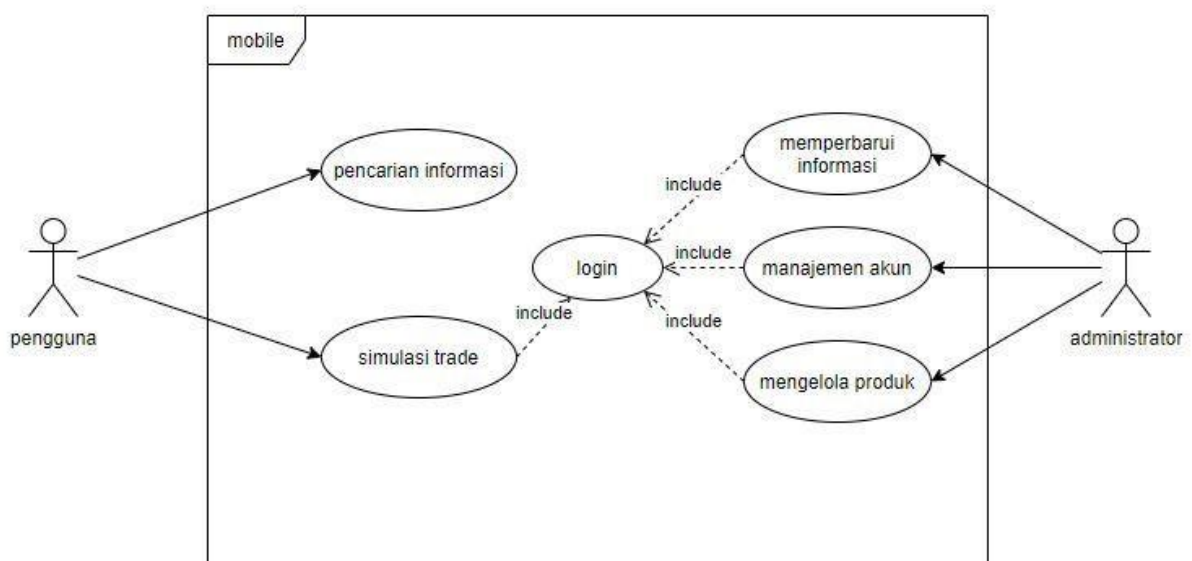 mobile
pencarian informasi
memperbarui
informasi
include
login
include
manajemen akun
include
include
simulasi trade
mengelola produk
pengguna
administrator